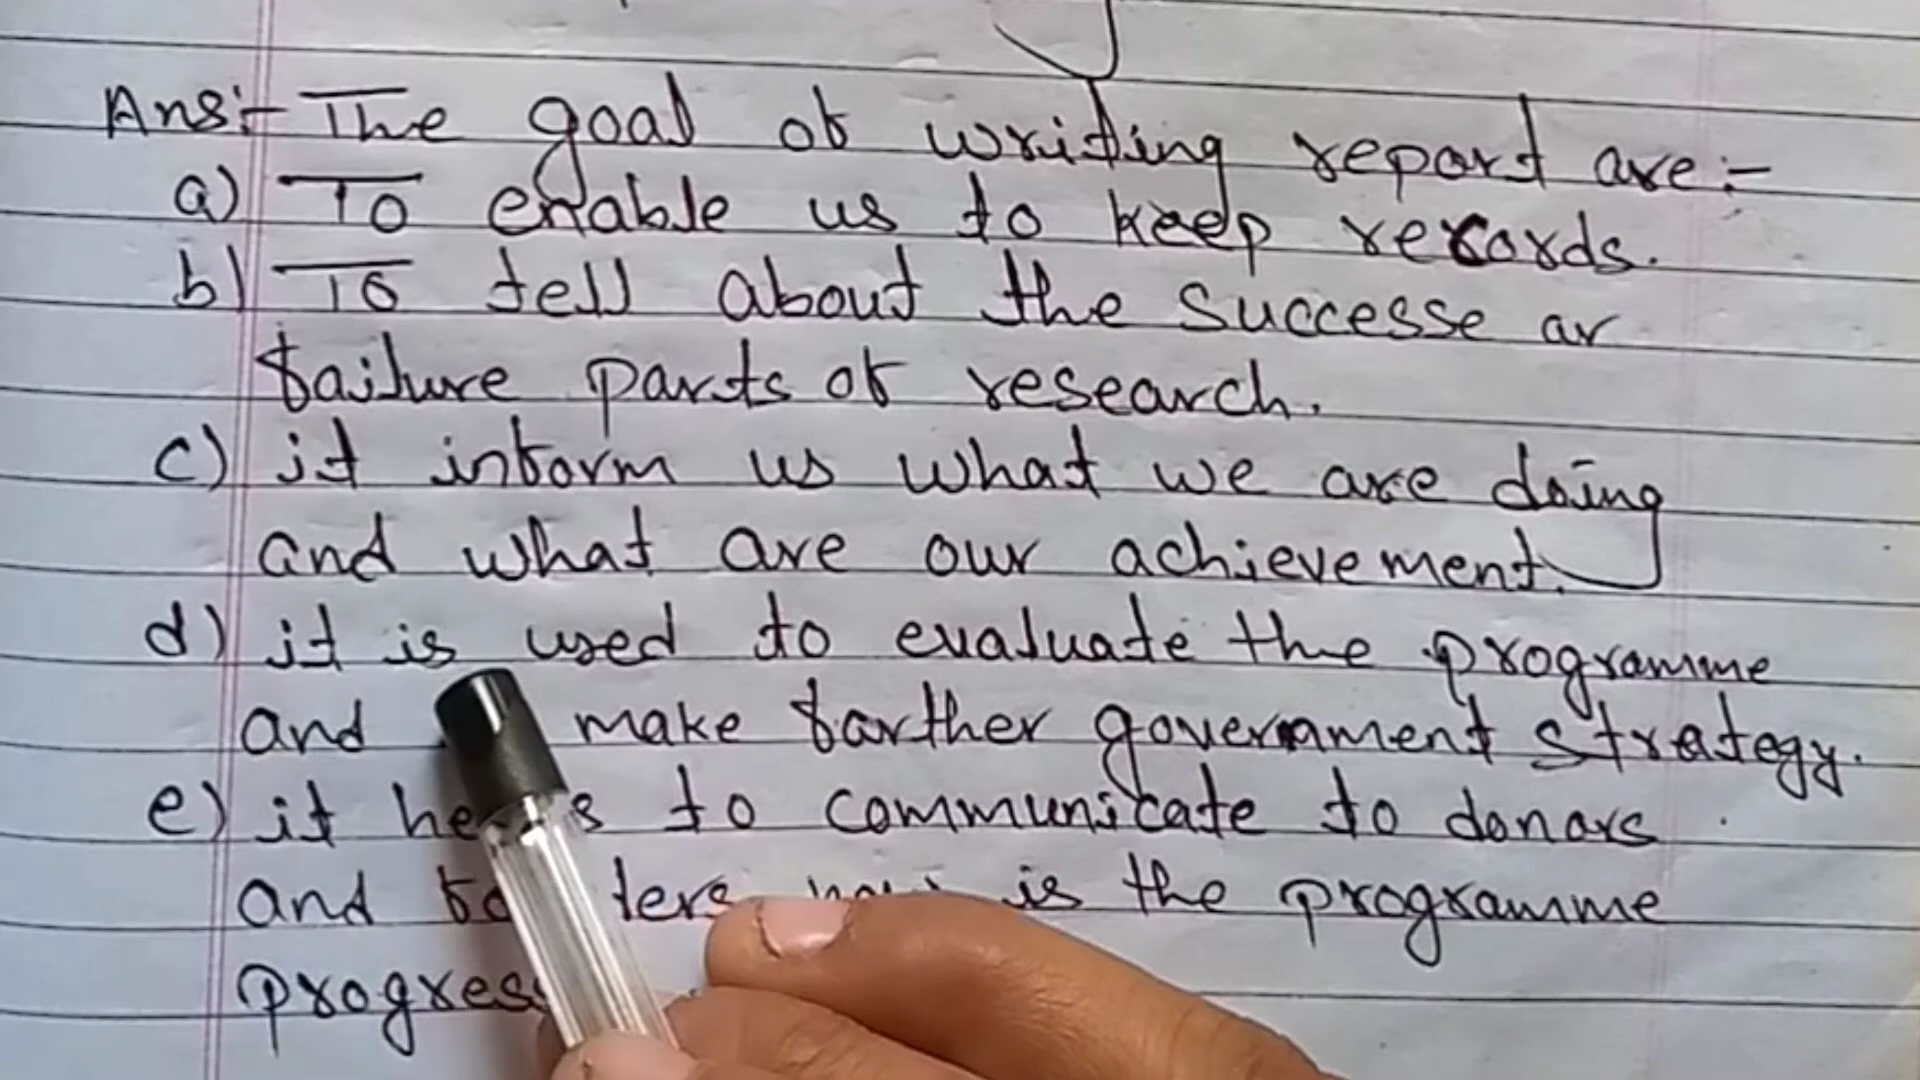 Ans:- The goal of writing report are:-
a) To enable us to keep records.
b) To tell about the successe or
failure parts of research.
c) it inform us what we are doing
and what are our achievement.
d) it is used to evaluate the programme
and make farther government strategy.
e) it to communicate to donars
and is the programme